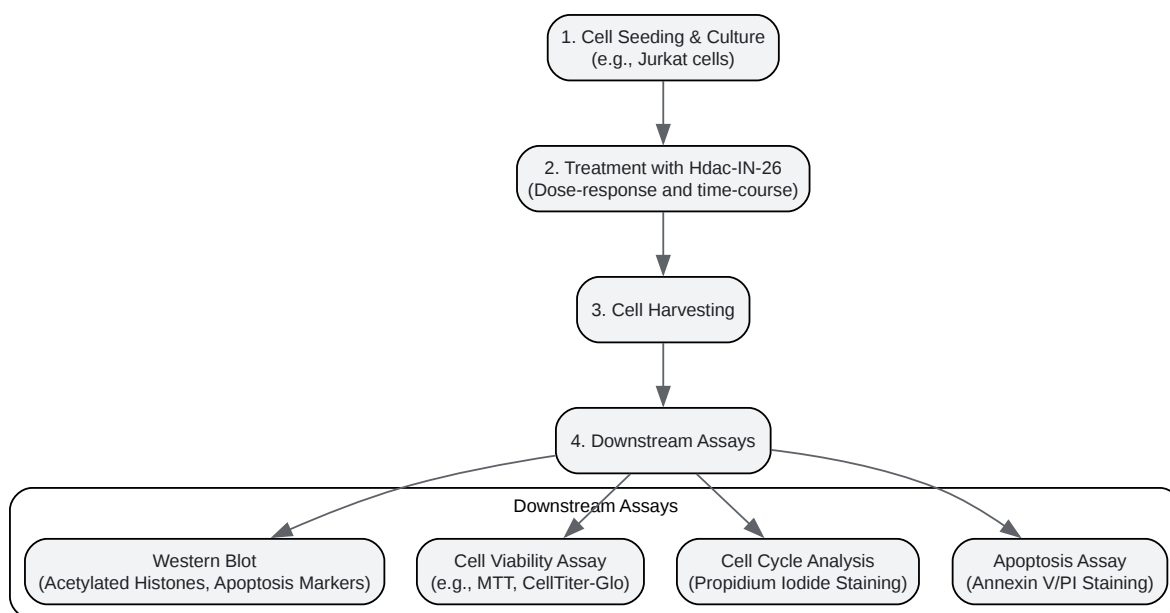 1. Cell Seeding & Culture
(e.g., Jurkat cells)
2. Treatment with Hdac-IN-26
(Dose-response and time-course)
3. Cell Harvesting
4. Downstream Assays
Downstream Assays
Western Blot
(Acetylated Histones, Apoptosis Markers)
Cell Viability Assay
(e.g., MTT, CellTiter-Glo)
Cell Cycle Analysis
(Propidium Iodide Staining)
Apoptosis Assay
(Annexin V/PI Staining)